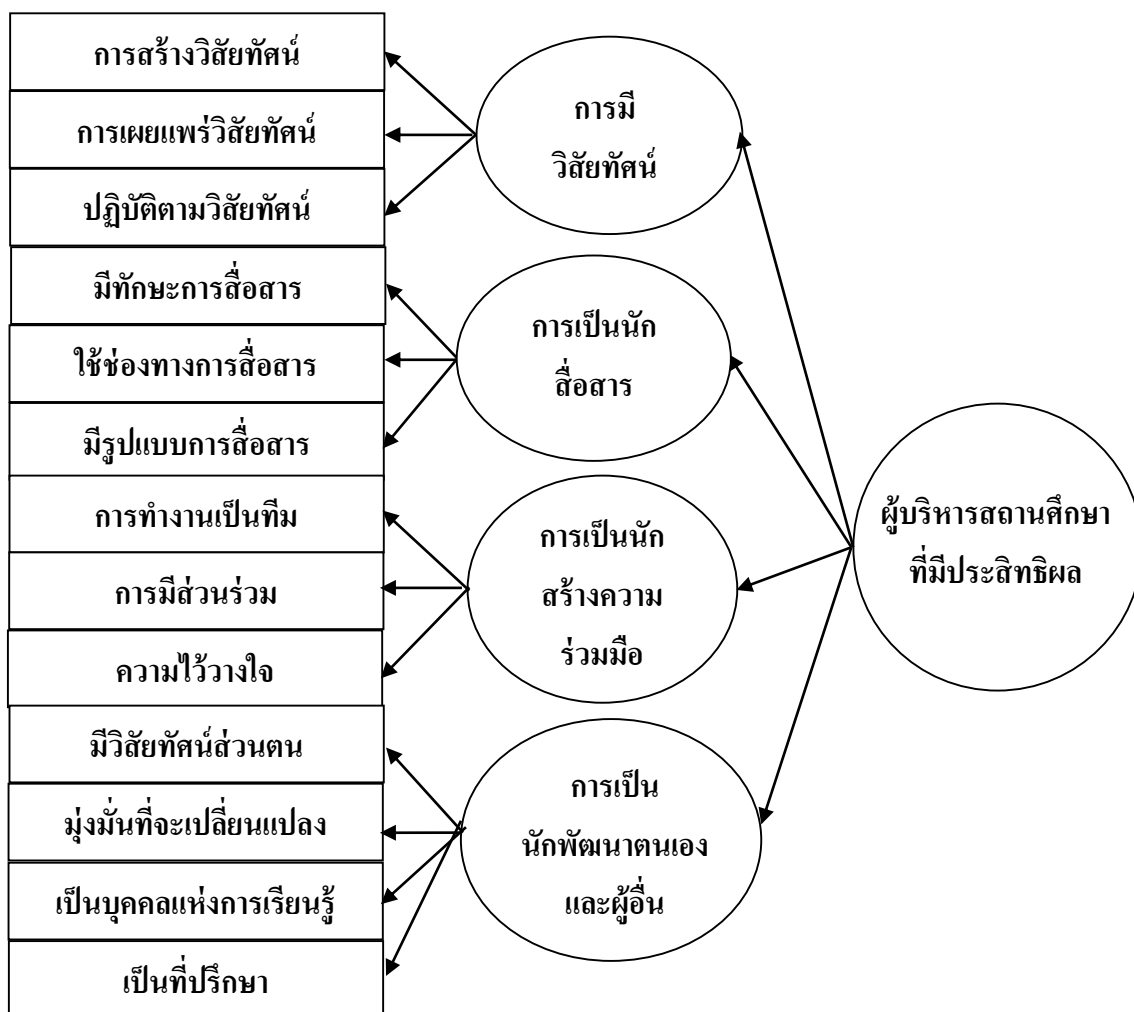 การสร้างวิสัยทัศน์
การเผยแพร่วิสัยทัศน์
ปฏิบัติตามวิสัยทัศน์
มีทักษะการสื่อสาร
ใช้ช่องทางการสื่อสาร
มีรูปแบบการสื่อสาร
การทำงานเป็นทีม
การมีส่วนร่วม
ความไว้วางใจ
มีวิสัยทัศน์ส่วนตน
มุ่งมั่นที่จะเปลี่ยนแปลง
เป็นบุคคลแห่งการเรียนรู้
เป็นที่ปรึกษา
การมี
วิสัยทัศน์
การเป็นนัก
สื่อสาร
การเป็นนัก
สร้างความ
ร่วมมือ
การเป็น
นักพัฒนาตนเอง
และผู้อื่น
ผู้บริหารสถานศึกษา
ที่มีประสิทธิผล